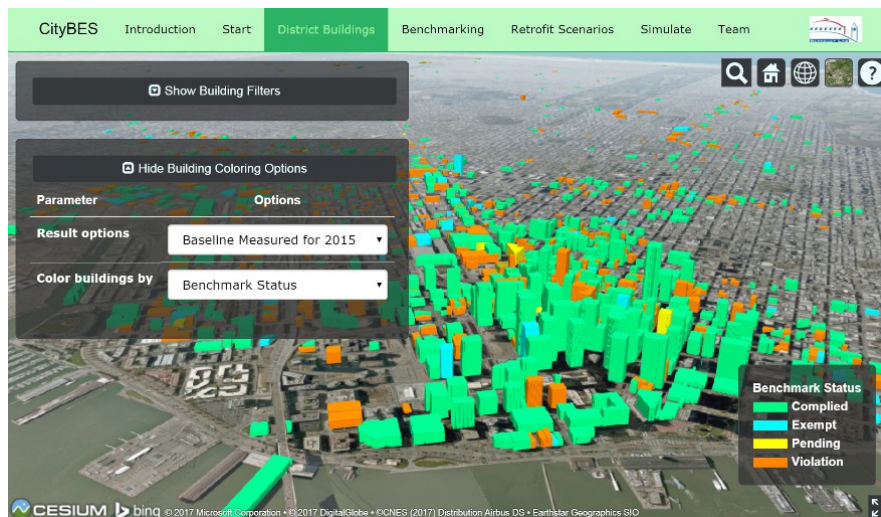 CityBES Introduction Start District Buildings Benchmarking Retrofit Scenarios Simulate Team
Show Building Filters
Hide Building Coloring Options
Parameter Options
Result options Baseline Measured for 2015
Color buildings by Benchmark Status
Benchmark Status
Complied
Exempt
Pending
Violation
CESIUM bing © 2017 Microsoft Corporation • © 2017 DigitalGlobe • ©CNES (2017) Distribution Airbus DS • Earthstar Geographics SIO